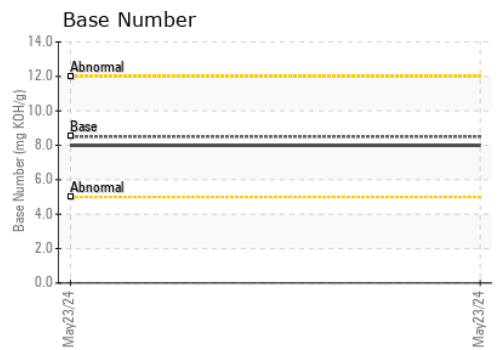 Base Number
Base Number (mg KOH/g)
14.0
12.0
10.0
8.0
6.0
4.0
2.0
0.0
Abnormal
Base
Abnormal
May23/24
May23/24